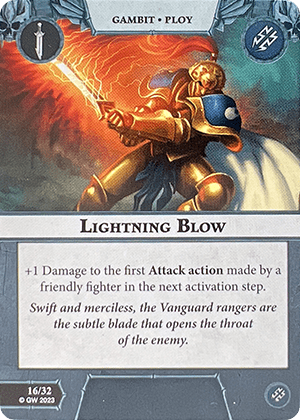 GAMBIT • PLOY
LIGHTNING BLOW
+1 Damage to the first Attack action made by a
friendly fighter in the next activation step.
Swift and merciless, the Vanguard rangers are
the subtle blade that opens the throat
of the enemy.
16/32
© GW 2023